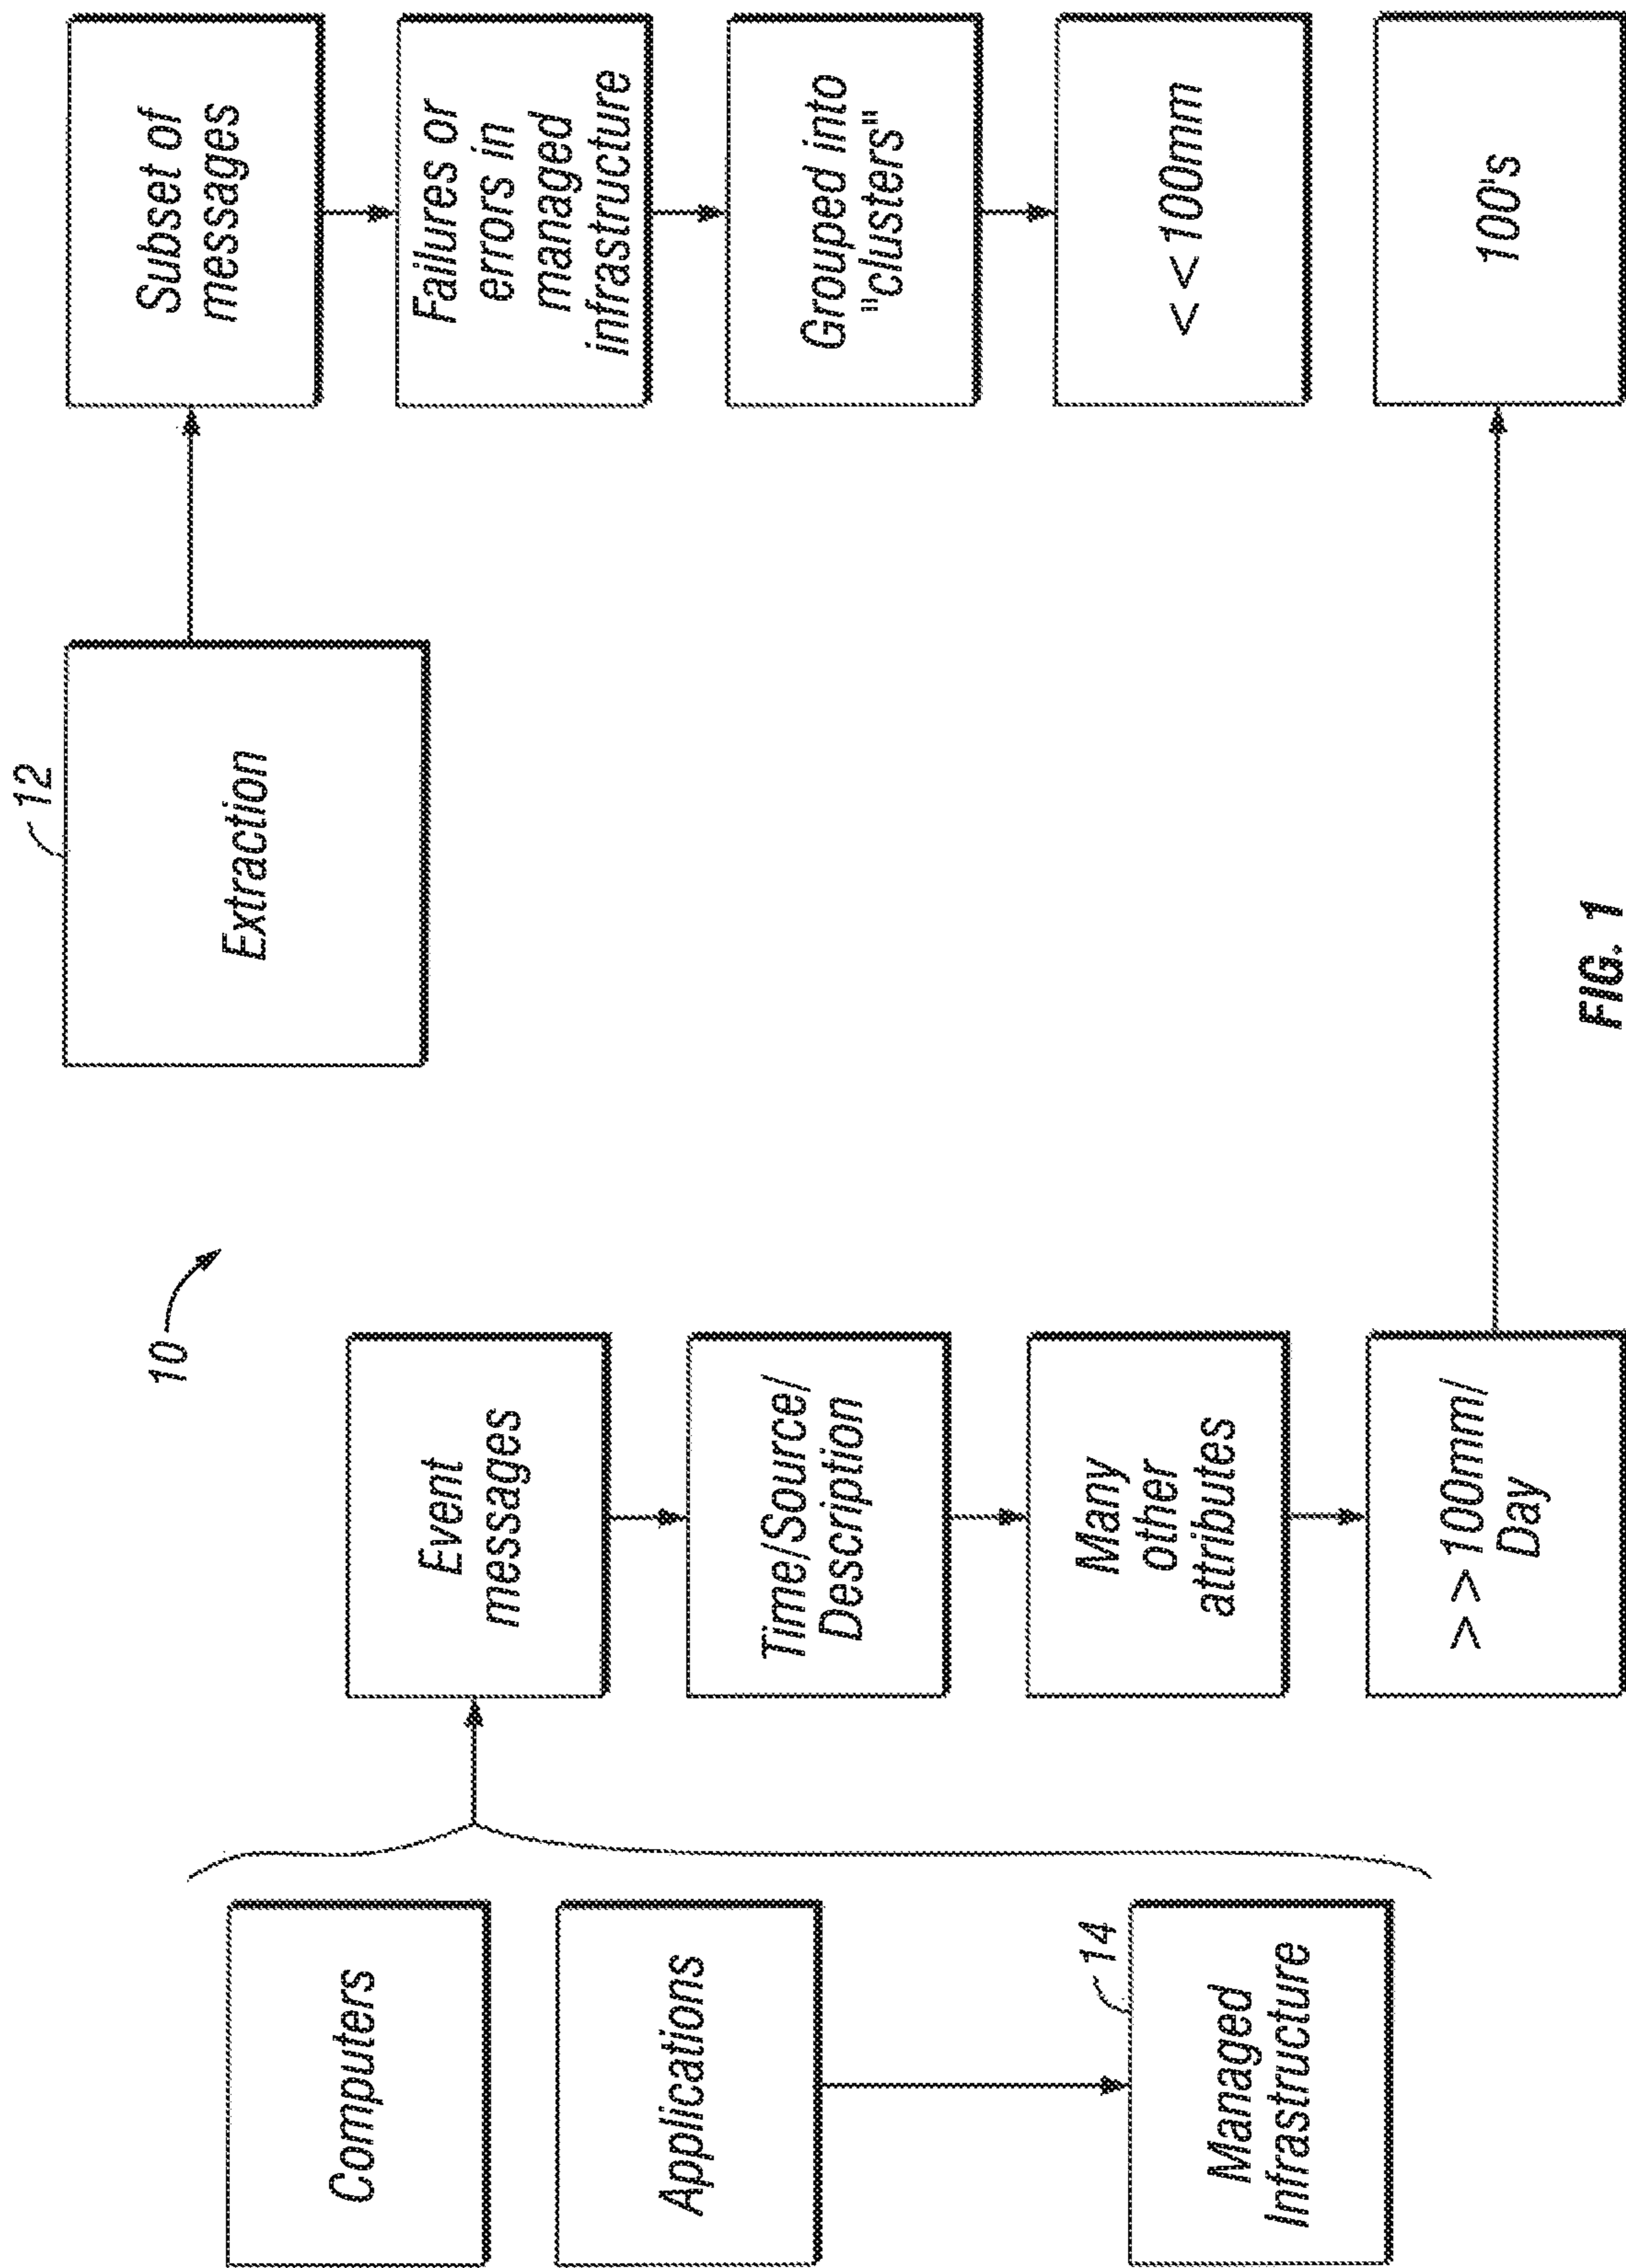 10
12
Computers
Applications
14
Managed
Infrastructure
Event
messages
Time/Source/
Description
Many
other
attributes
>>100mm/
Day
Extraction
Subset of
messages
Failures or
errors in
managed
infrastructure
Grouped into
"clusters"
<<100mm
100's
FIG. 1